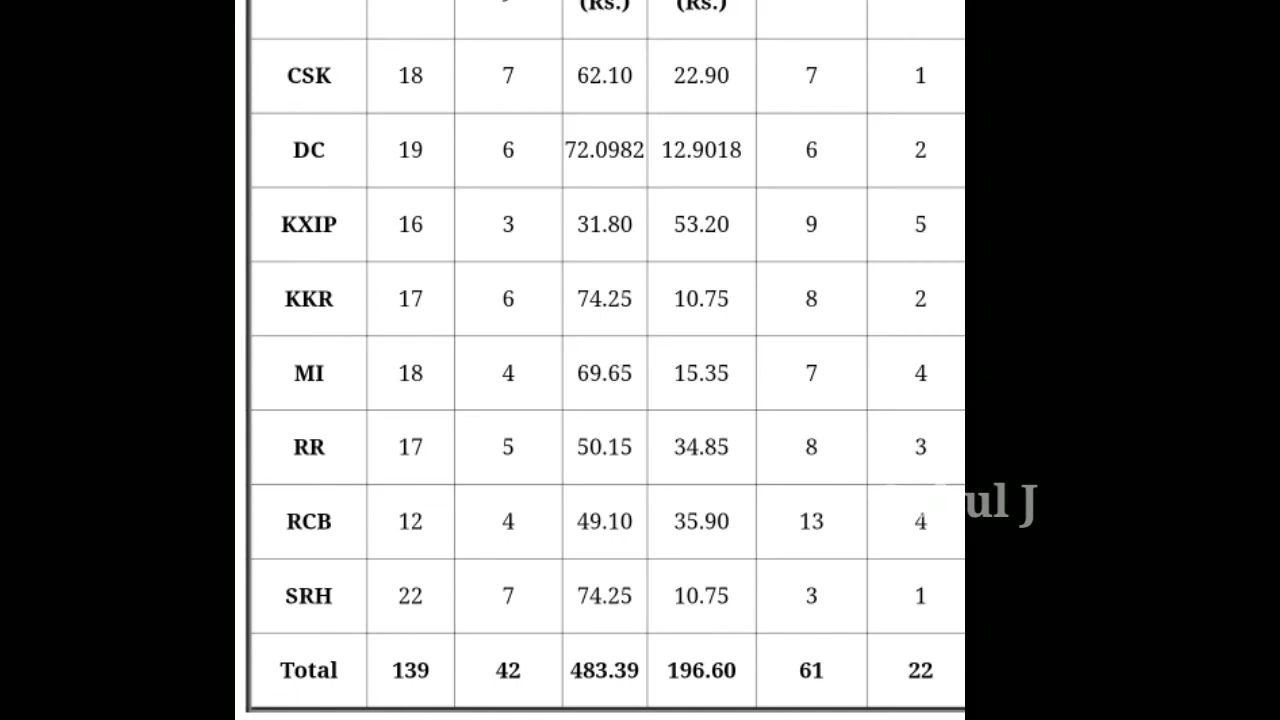 (Rs.) (Rs.)
CSK 18 7 62.10 22.90 7 1
DC 19 6 72.0982 12.9018 6 2
KXIP 16 3 31.80 53.20 9 5
KKR 17 6 74.25 10.75 8 2
MI 18 4 69.65 15.35 7 4
RR 17 5 50.15 34.85 8 3
ul J
RCB 12 4 49.10 35.90 13 4
SRH 22 7 74.25 10.75 3 1
Total 139 42 483.39 196.60 61 22